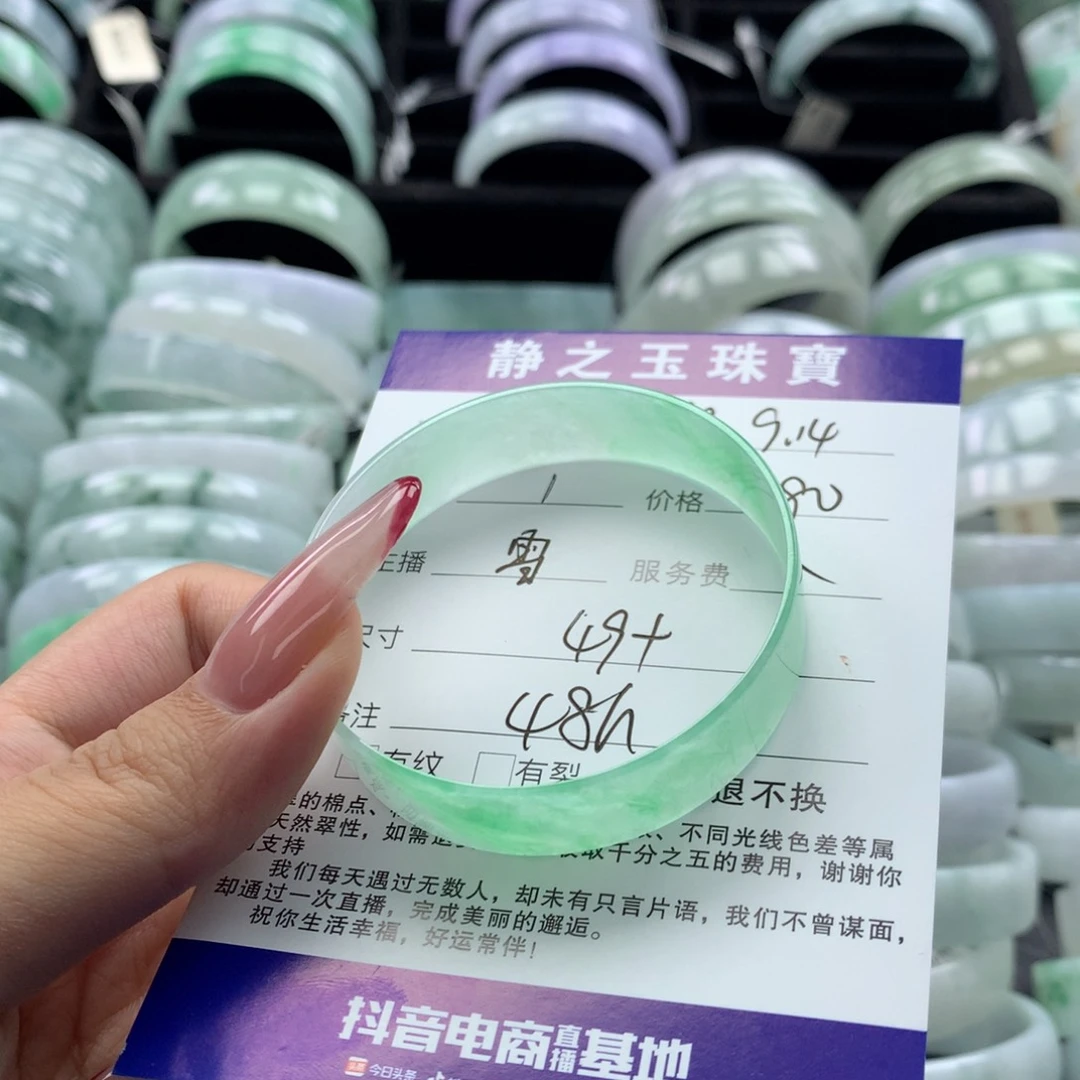 静之玉珠寶
9.14
1 价格 80
主播 雪 服务费
尺寸 49+
备注 48h
有纹 有裂 退不换
的棉点、 、不同光线色差等属
天然翠性，如需退 取千分之五的费用，谢谢你
支持
我们每天遇过无数人，却未有只言片语，我们不曾谋面，
却通过一次直播，完成美丽的邂逅。
祝你生活幸福，好运常伴！
抖音电商直播基地
头条 今日头条